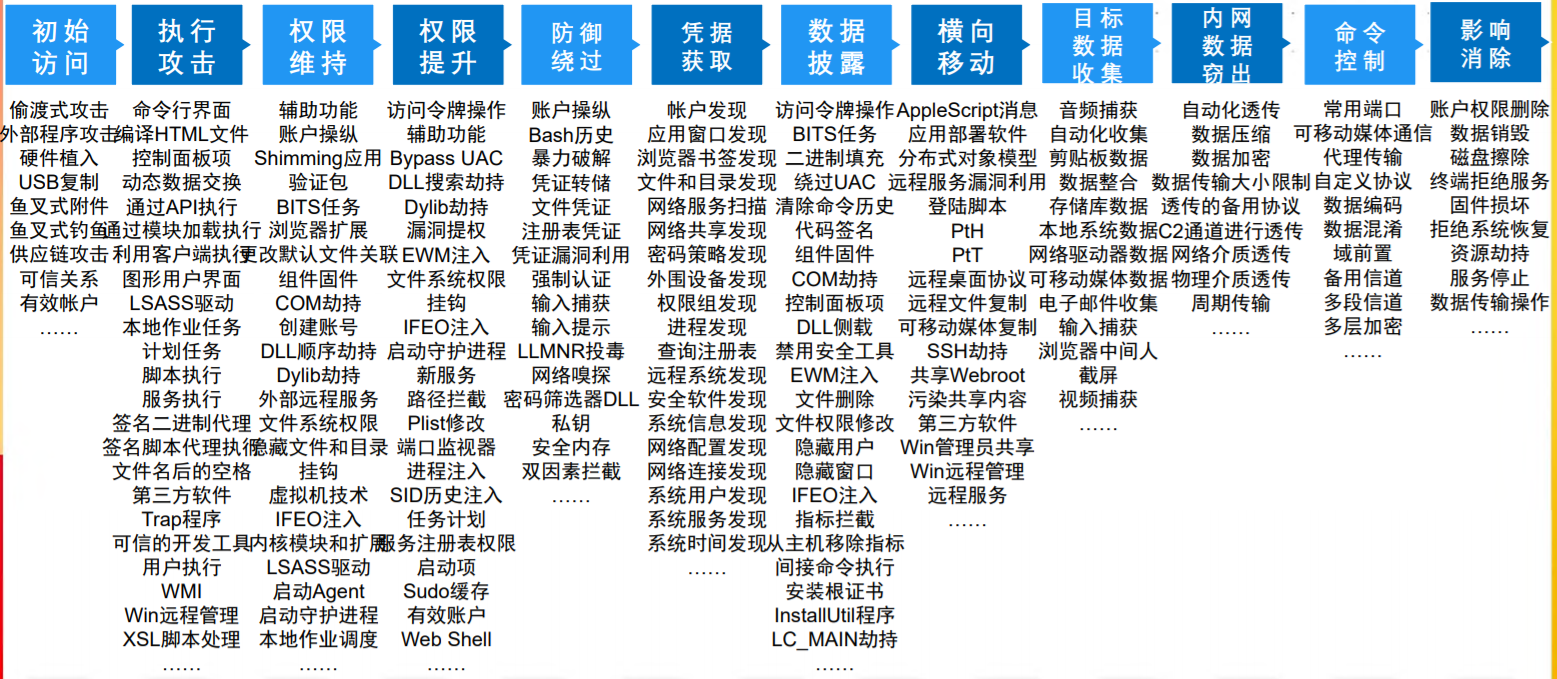 初始
访问
偷渡式攻击
外部程序攻击
硬件植入
USB复制
鱼叉式附件
鱼叉式钓鱼
供应链攻击
可信关系
有效帐户
……
执行
攻击
命令行界面
编译HTML文件
控制面板项
动态数据交换
通过API执行
通过模块加载执行
利用客户端执行
图形用户界面
LSASS驱动
本地作业任务
计划任务
脚本执行
服务执行
签名二进制代理
签名脚本代理执行
文件名后的空格
第三方软件
Trap程序
可信的开发工具
用户执行
WMI
Win远程管理
XSL脚本处理
……
权限
维持
辅助功能
账户操纵
Shimming应用
验证包
BITS任务
浏览器扩展
更改默认文件关联
组件固件
COM劫持
创建账号
DLL顺序劫持
Dylib劫持
外部远程服务
文件系统权限
隐藏文件和目录
挂钩
虚拟机技术
IFEO注入
内核模块和扩展
LSASS驱动
启动Agent
启动守护进程
本地作业调度
……
权限
提升
访问令牌操作
辅助功能
Bypass UAC
DLL搜索劫持
Dylib劫持
漏洞提权
EWM注入
文件系统权限
挂钩
IFEO注入
启动守护进程
新服务
路径拦截
Plist修改
端口监视器
进程注入
SID历史注入
任务计划
服务注册表权限
启动项
Sudo缓存
有效账户
Web Shell
……
防御
绕过
账户操纵
Bash历史
暴力破解
凭证转储
文件凭证
注册表凭证
凭证漏洞利用
强制认证
输入捕获
输入提示
LLMNR投毒
网络嗅探
密码筛选器DLL
私钥
安全内存
双因素拦截
……
凭据
获取
帐户发现
应用窗口发现
浏览器书签发现
文件和目录发现
网络服务扫描
网络共享发现
密码策略发现
外围设备发现
权限组发现
进程发现
查询注册表
远程系统发现
安全软件发现
系统信息发现
网络配置发现
网络连接发现
系统用户发现
系统服务发现
系统时间发现
……
数据
披露
访问令牌操作
BITS任务
二进制填充
绕过UAC
清除命令历史
代码签名
组件固件
COM劫持
控制面板项
DLL侧载
禁用安全工具
EWM注入
文件删除
文件权限修改
隐藏用户
隐藏窗口
IFEO注入
指标拦截
从主机移除指标
间接命令执行
安装根证书
InstallUtil程序
LC_MAIN劫持
……
横向
移动
AppleScript消息
应用部署软件
分布式对象模型
远程服务漏洞利用
登陆脚本
PtH
PtT
远程桌面协议
远程文件复制
可移动媒体复制
SSH劫持
共享Webroot
污染共享内容
第三方软件
Win管理员共享
Win远程管理
远程服务
……
目标
数据
收集
音频捕获
自动化收集
剪贴板数据
数据整合
存储库数据
本地系统数据
网络驱动器数据
可移动媒体数据
电子邮件收集
输入捕获
浏览器中间人
截屏
视频捕获
……
内网
数据
窃出
自动化透传
数据压缩
数据加密
数据传输大小限制
透传的备用协议
C2通道进行透传
网络介质透传
物理介质透传
周期传输
……
命令
控制
常用端口
可移动媒体通信
代理传输
自定义协议
数据编码
数据混淆
域前置
备用信道
多段信道
多层加密
……
影响
消除
账户权限删除
数据销毁
磁盘擦除
终端拒绝服务
固件损坏
拒绝系统恢复
资源劫持
服务停止
数据传输操作
……